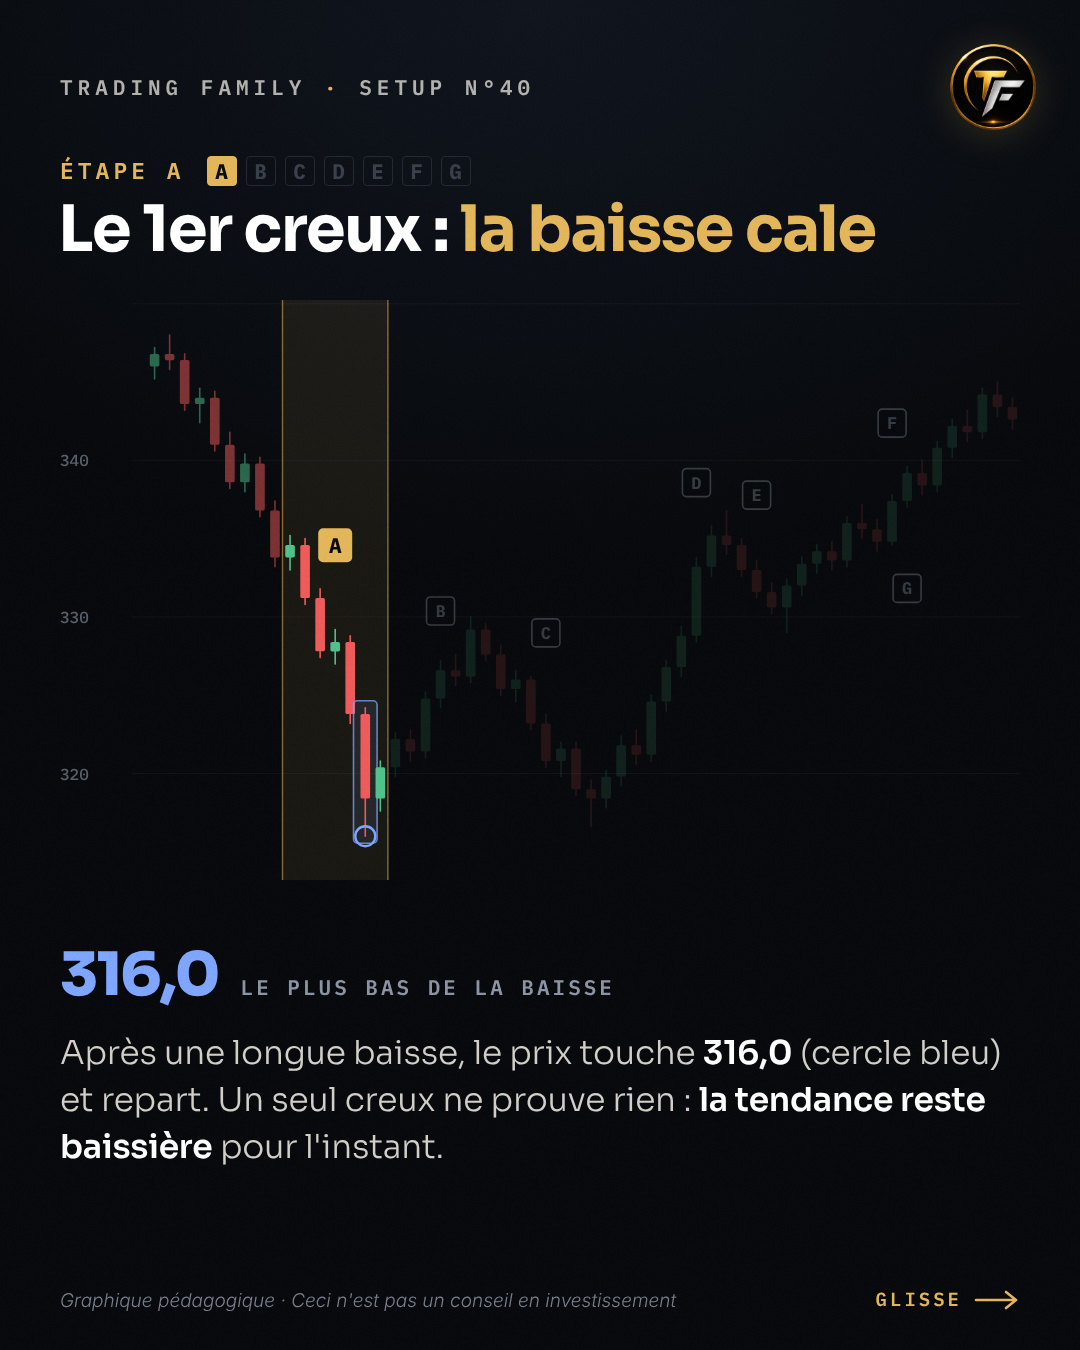 TRADING FAMILY · SETUP N°40
TF
ÉTAPE A A B C D E F G
Le 1er creux : la baisse cale
340
330
320
A
B
C
D
E
F
G
316,0 LE PLUS BAS DE LA BAISSE
Après une longue baisse, le prix touche 316,0 (cercle bleu)
et repart. Un seul creux ne prouve rien : la tendance reste
baissière pour l'instant.
Graphique pédagogique · Ceci n'est pas un conseil en investissement
GLISSE →